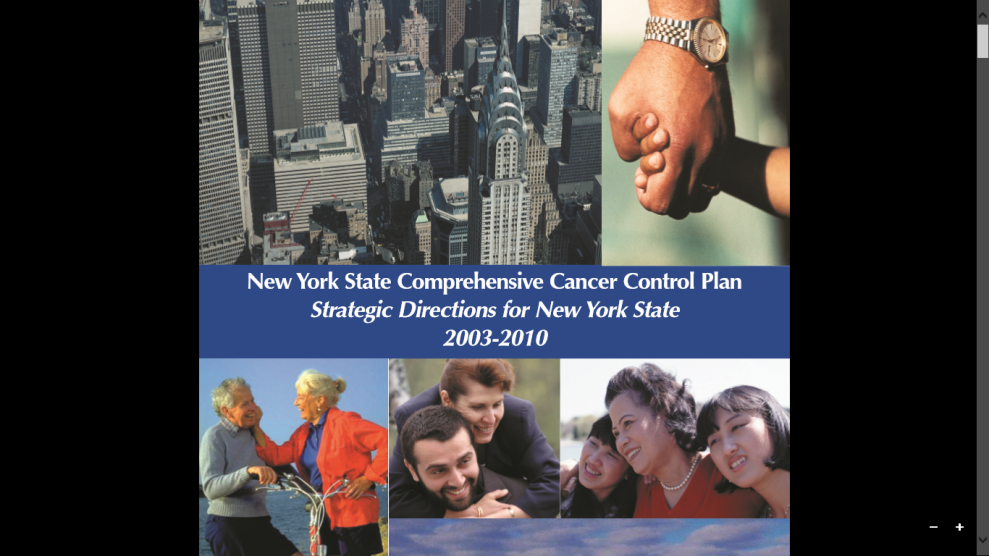 New York State Comprehensive Cancer Control Plan
Strategic Directions for New York State
2003-2010